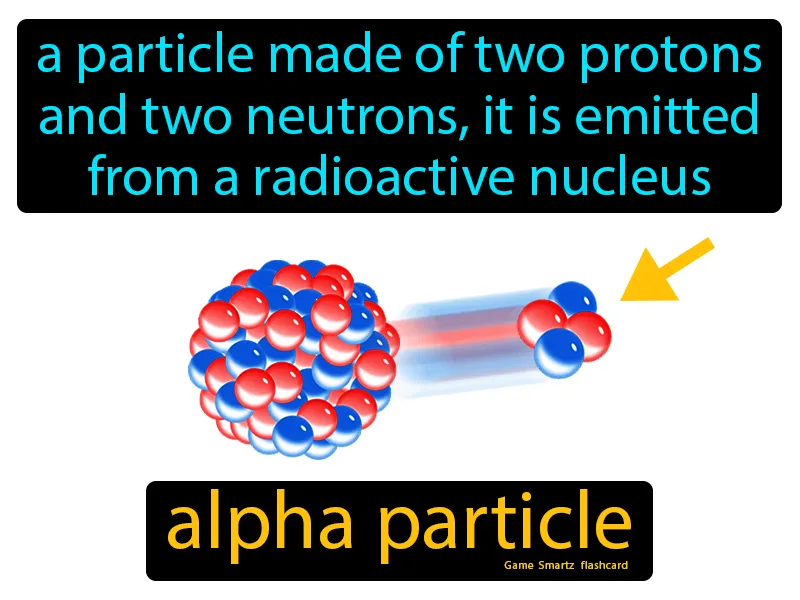 a particle made of two protons
and two neutrons, it is emitted
from a radioactive nucleus
alpha particle
Game Smartz flashcard